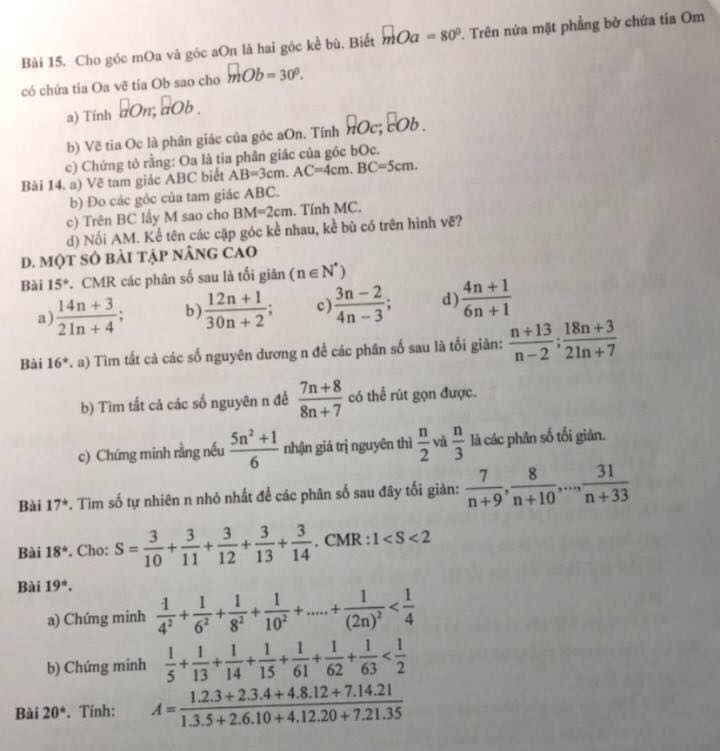 Bài 15. Cho góc mOa và góc aOn là hai góc kề bù. Biết mOa = 80⁰. Trên nửa mặt phẳng bờ chứa tia Om
có chứa tia Oa vẽ tia Ob sao cho mOb = 30⁰.
a) Tính aOn; aOb.
b) Vẽ tia Oc là phân giác của góc aOn. Tính nOc; cOb.
c) Chứng tỏ rằng: Oa là tia phân giác của góc bOc.
Bài 14. a) Vẽ tam giác ABC biết AB=3cm. AC=4cm. BC=5cm.
b) Đo các góc của tam giác ABC.
c) Trên BC lấy M sao cho BM=2cm. Tính MC.
d) Nối AM. Kể tên các cặp góc kề nhau, kề bù có trên hình vẽ?
D. MỘT SỐ BÀI TẬP NÂNG CAO
Bài 15*. CMR các phân số sau là tối giản (n ∈ N*)
a) (14n + 3)/(21n + 4); b) (12n + 1)/(30n + 2); c) (3n − 2)/(4n − 3); d) (4n + 1)/(6n + 1)
Bài 16*. a) Tìm tất cả các số nguyên dương n để các phân số sau là tối giản: (n + 13)/(n − 2); (18n + 3)/(21n + 7)
b) Tìm tất cả các số nguyên n để (7n + 8)/(8n + 7) có thể rút gọn được.
c) Chứng minh rằng nếu (5n² + 1)/6 nhận giá trị nguyên thì n/2 và n/3 là các phân số tối giản.
Bài 17*. Tìm số tự nhiên n nhỏ nhất để các phân số sau đây tối giản: 7/(n + 9), 8/(n + 10), ..., 31/(n + 33)
Bài 18*. Cho: S = 3/10 + 3/11 + 3/12 + 3/13 + 3/14. CMR : 1 < S < 2
Bài 19*.
a) Chứng minh 1/4² + 1/6² + 1/8² + 1/10² + ..... + 1/(2n)² < 1/4
b) Chứng minh 1/5 + 1/13 + 1/14 + 1/15 + 1/61 + 1/62 + 1/63 < 1/2
Bài 20*. Tính: A = (1.2.3 + 2.3.4 + 4.8.12 + 7.14.21)/(1.3.5 + 2.6.10 + 4.12.20 + 7.21.35)